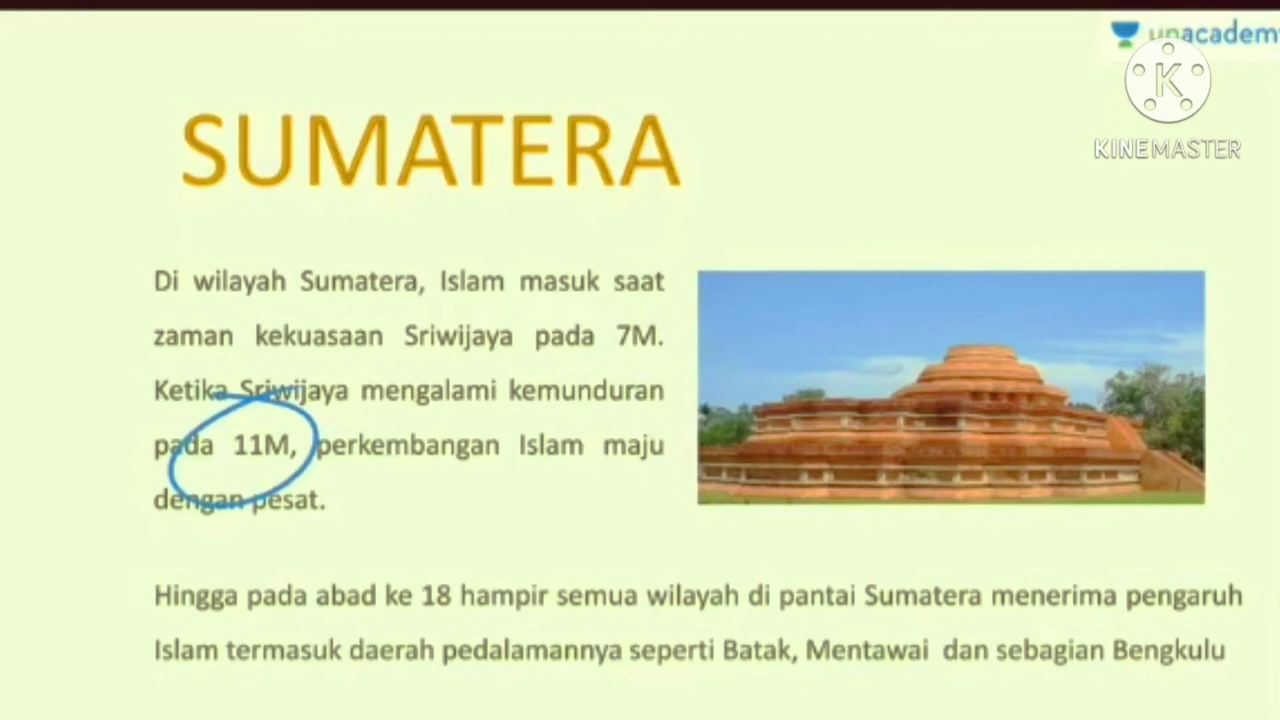 unacademy
K
KINEMASTER
SUMATERA
Di wilayah Sumatera, Islam masuk saat
zaman kekuasaan Sriwijaya pada 7M.
Ketika Sriwijaya mengalami kemunduran
pada 11M, perkembangan Islam maju
dengan pesat.
Hingga pada abad ke 18 hampir semua wilayah di pantai Sumatera menerima pengaruh
Islam termasuk daerah pedalamannya seperti Batak, Mentawai dan sebagian Bengkulu